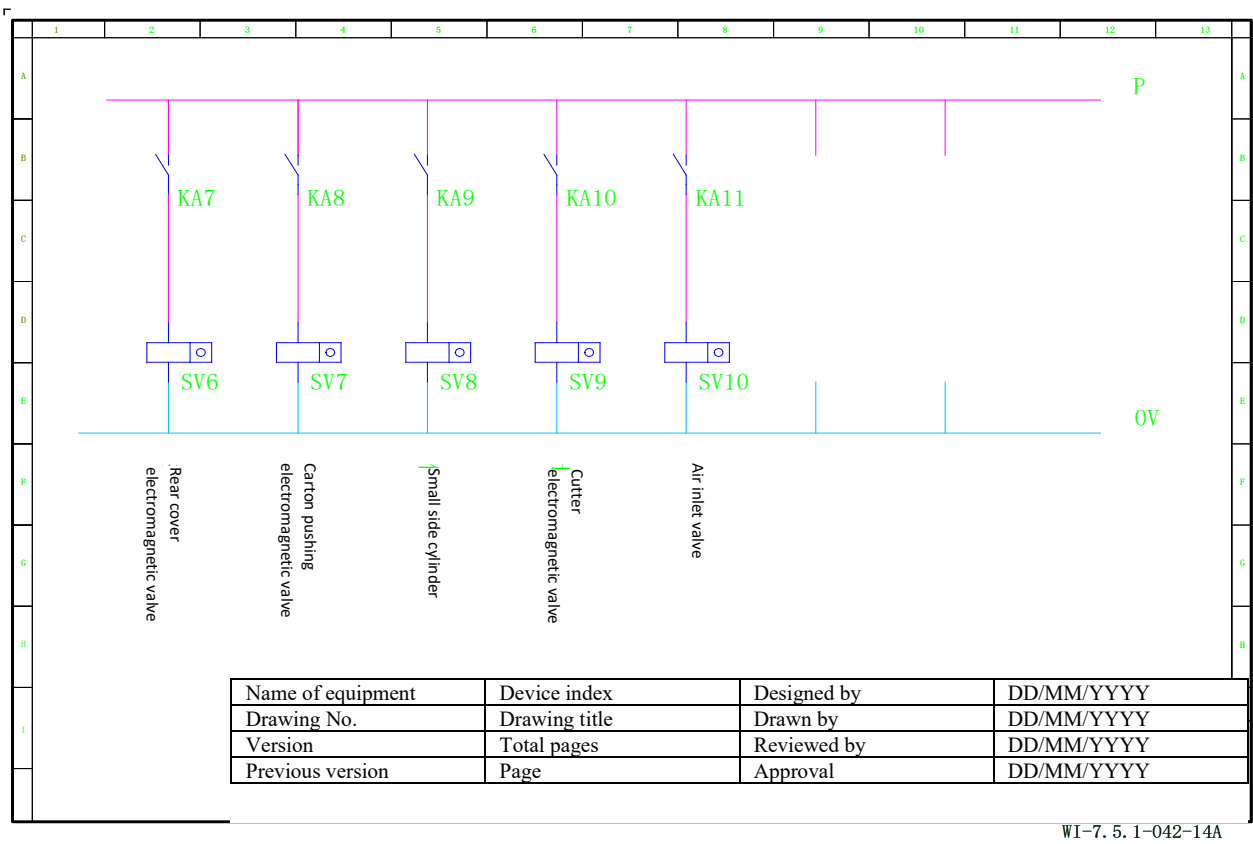 1 2 3 4 5 6 7 8 9 10 11 12 13
A A
P
B B
KA7 KA8 KA9 KA10 KA11
C C
D D
SV6 SV7 SV8 SV9 SV10
E E
0V
F F
Rear cover
electromagnetic valve
Carton pushing
electromagnetic valve
Small side cylinder
Cutter
electromagnetic valve
Air inlet valve
G G
H H
Name of equipment Device index Designed by DD/MM/YYYY
Drawing No. Drawing title Drawn by DD/MM/YYYY
I
Version Total pages Reviewed by DD/MM/YYYY
Previous version Page Approval DD/MM/YYYY
WI-7.5.1-042-14A